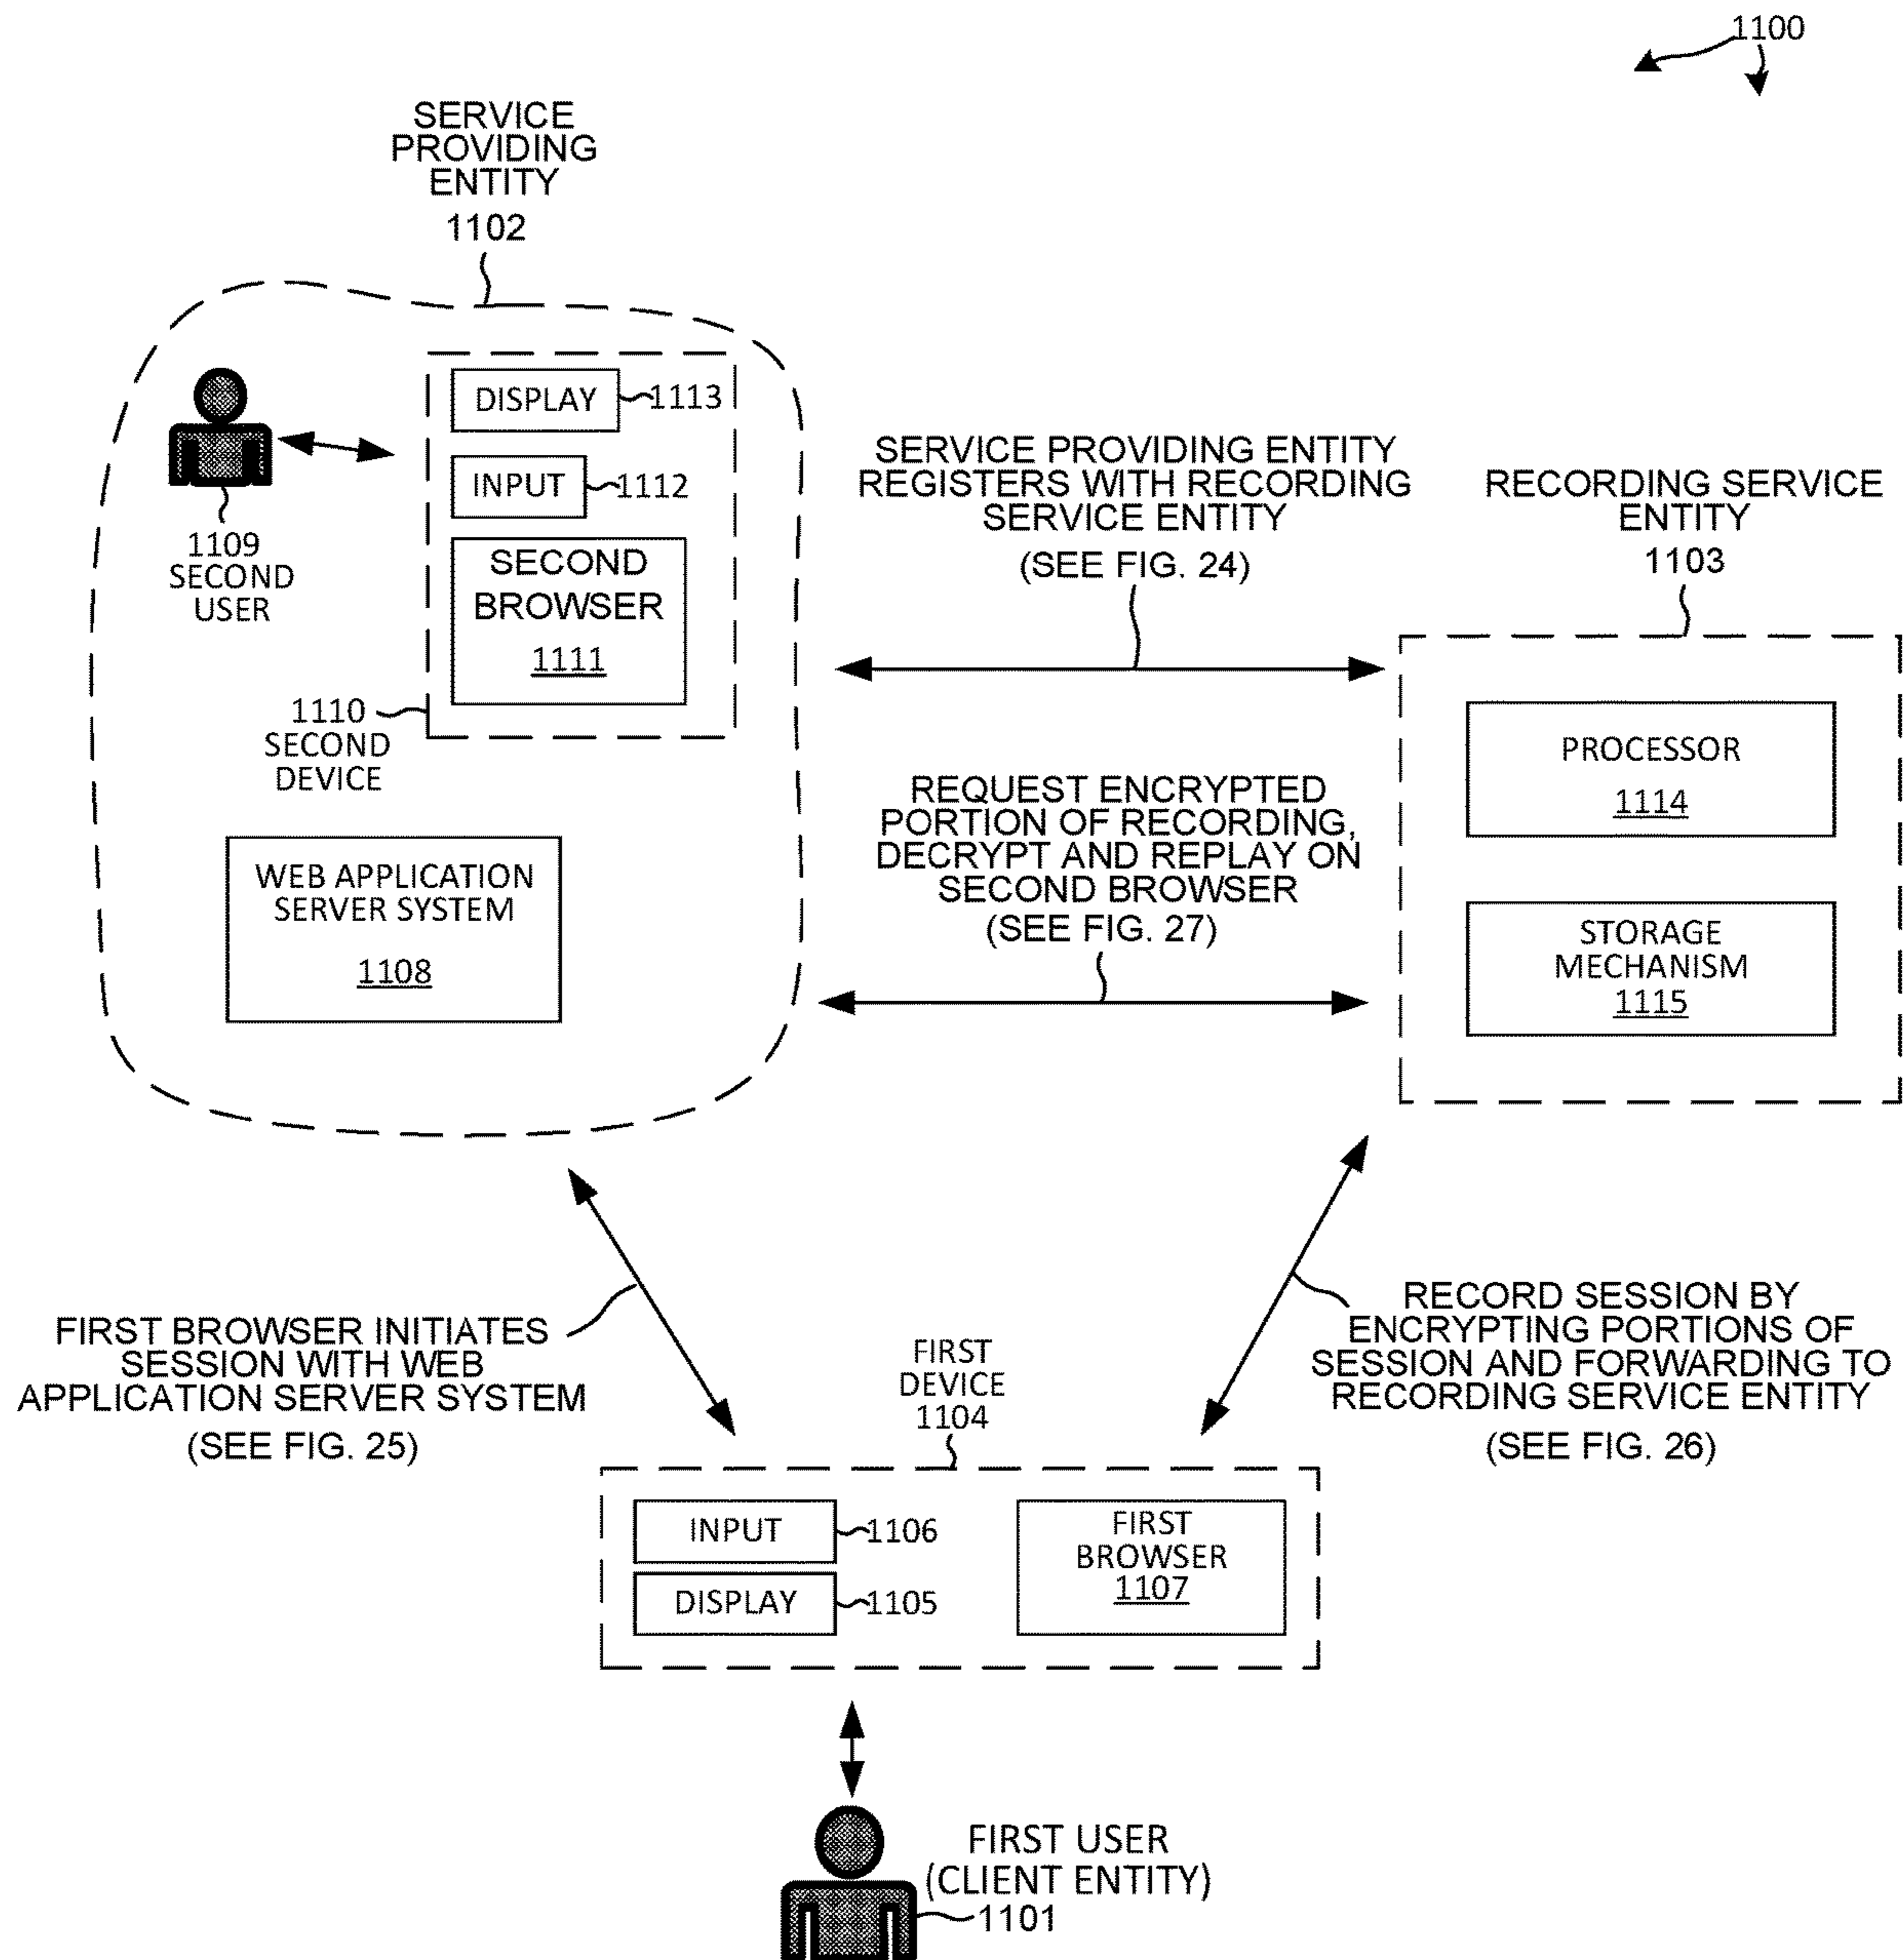 1100
SERVICE
PROVIDING
ENTITY
1102
DISPLAY
1113
INPUT
1112
SECOND
BROWSER
1111
1109
SECOND
USER
1110
SECOND
DEVICE
WEB APPLICATION
SERVER SYSTEM
1108
SERVICE PROVIDING ENTITY
REGISTERS WITH RECORDING
SERVICE ENTITY
(SEE FIG. 24)
REQUEST ENCRYPTED
PORTION OF RECORDING,
DECRYPT AND REPLAY ON
SECOND BROWSER
(SEE FIG. 27)
RECORDING SERVICE
ENTITY
1103
PROCESSOR
1114
STORAGE
MECHANISM
1115
FIRST BROWSER INITIATES
SESSION WITH WEB
APPLICATION SERVER SYSTEM
(SEE FIG. 25)
RECORD SESSION BY
ENCRYPTING PORTIONS OF
SESSION AND FORWARDING TO
RECORDING SERVICE ENTITY
(SEE FIG. 26)
FIRST
DEVICE
1104
INPUT
1106
DISPLAY
1105
FIRST
BROWSER
1107
FIRST USER
(CLIENT ENTITY)
1101